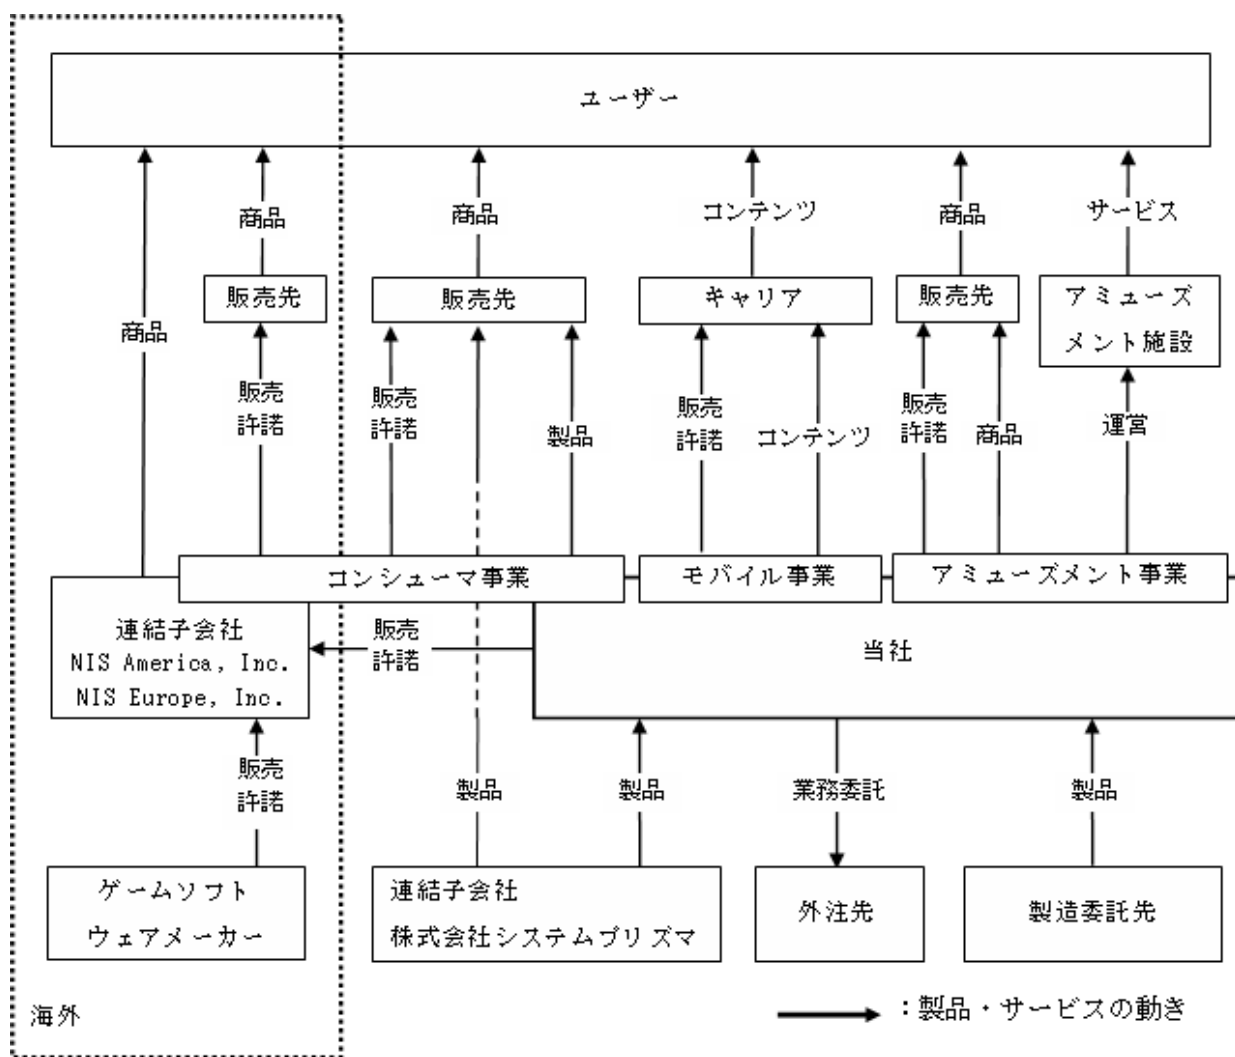 ユーザー
商品
商品
コンテンツ
商品
サービス
販売先
販売先
キャリア
販売先
アミューズ
メント施設
商品
販売
許諾
販売
許諾
製品
販売
許諾
コンテンツ
販売
許諾
商品
運営
コンシューマ事業
モバイル事業
アミューズメント事業
連結子会社
NIS America, Inc.
NIS Europe, Inc.
販売
許諾
当社
販売
許諾
製品
製品
業務委託
製品
ゲームソフト
ウェアメーカー
連結子会社
株式会社システムプリズマ
外注先
製造委託先
海外
:製品・サービスの動き